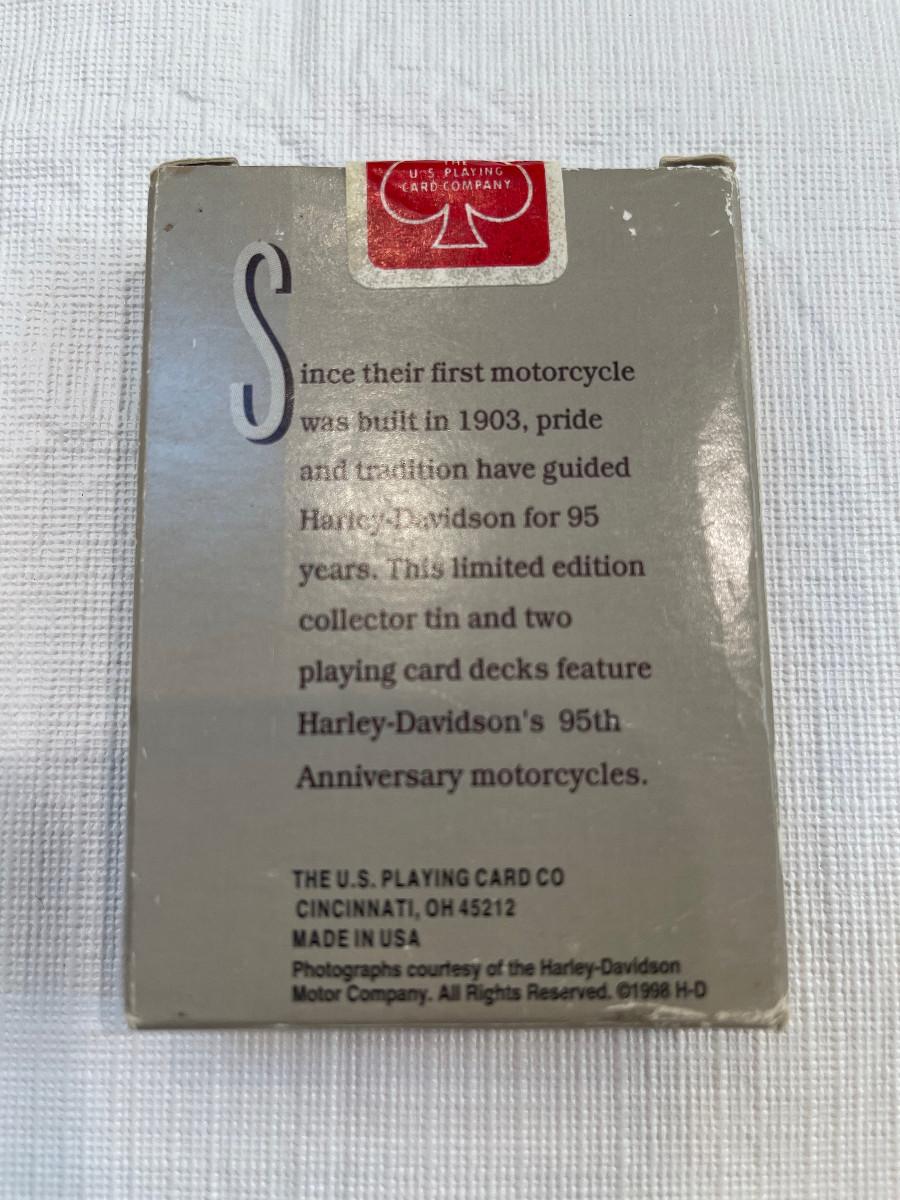 THE
U.S. PLAYING
CARD COMPANY
Since their first motorcycle
was built in 1903, pride
and tradition have guided
Harley-Davidson for 95
years. This limited edition
collector tin and two
playing card decks feature
Harley-Davidson's 95th
Anniversary motorcycles.
THE U.S. PLAYING CARD CO
CINCINNATI, OH 45212
MADE IN USA
Photographs courtesy of the Harley-Davidson
Motor Company. All Rights Reserved. ©1998 H-D